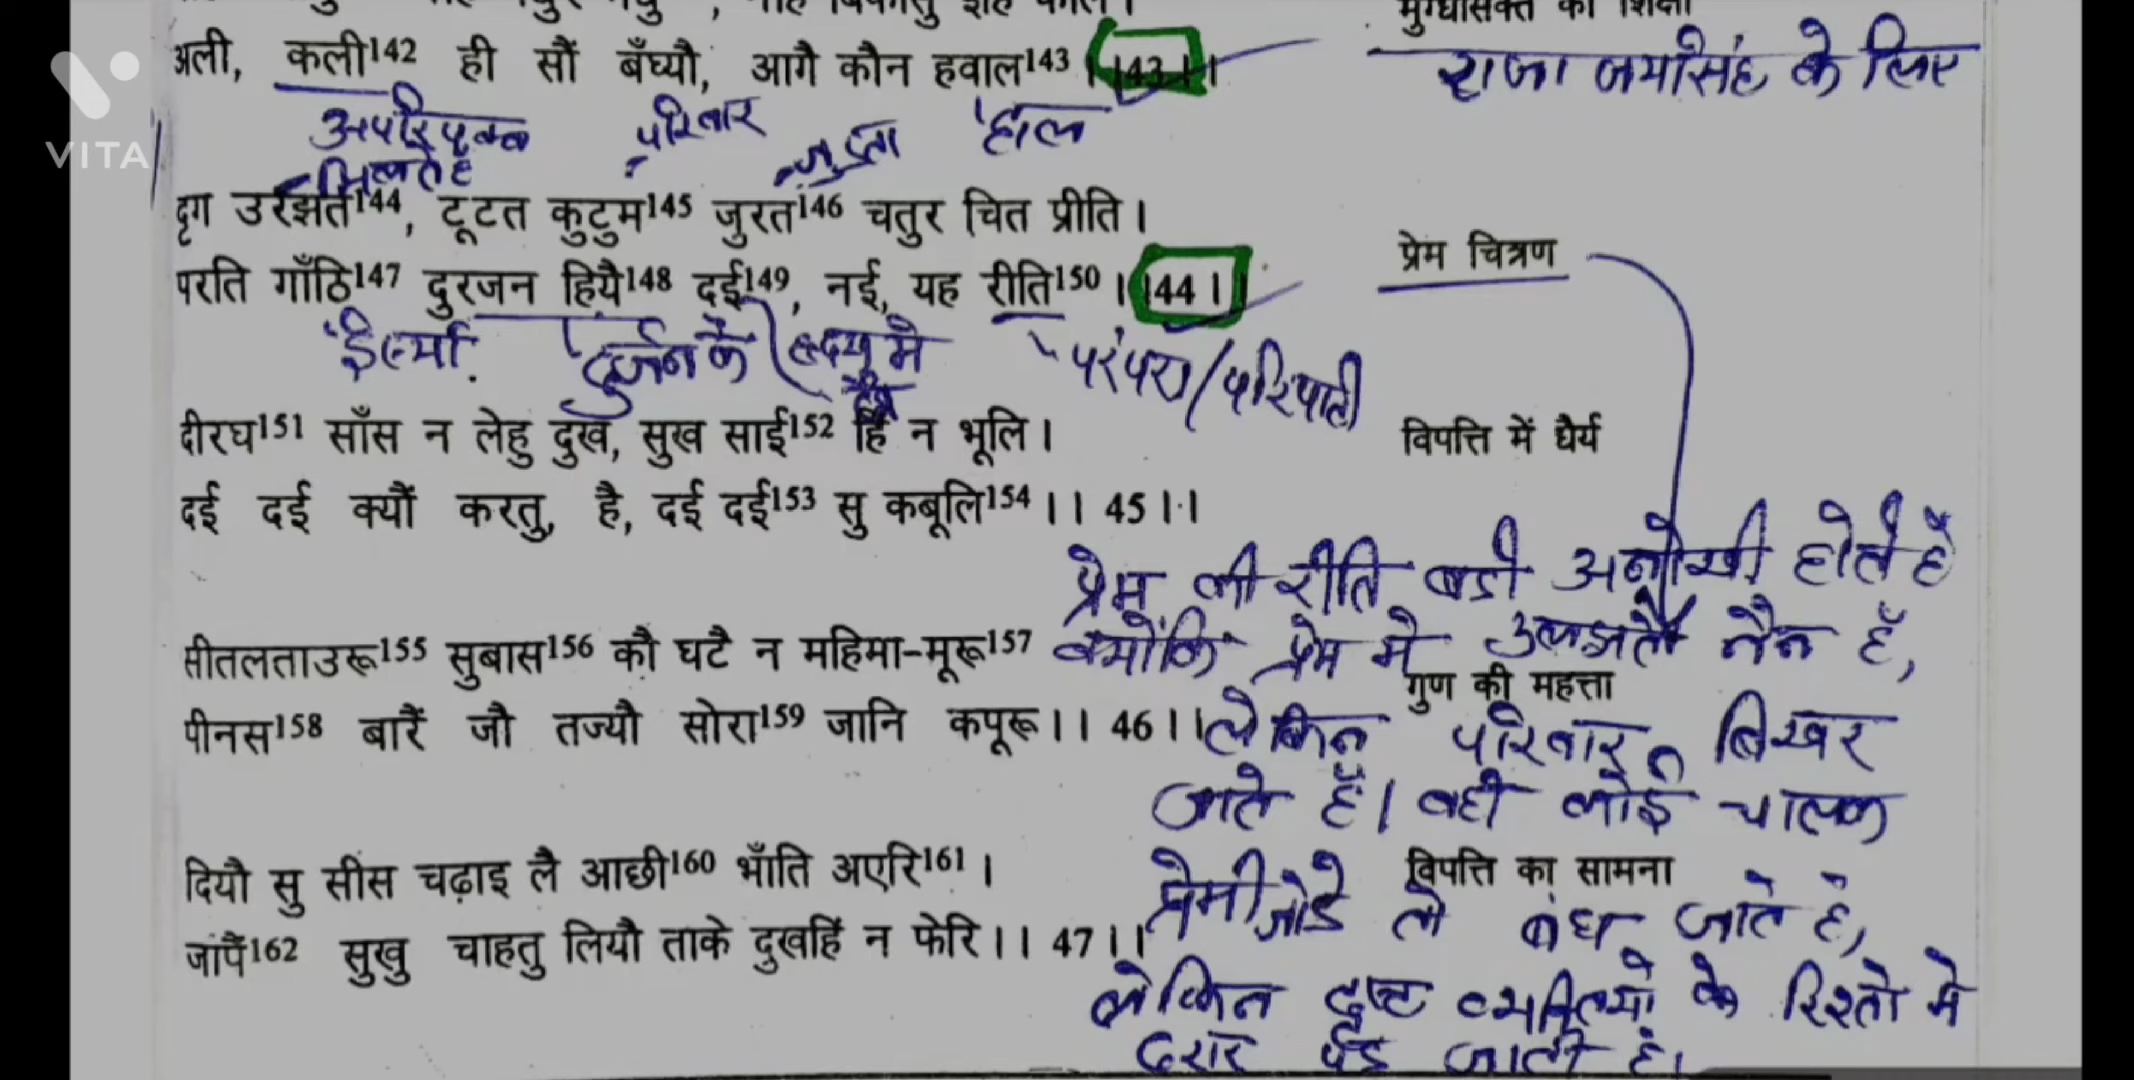 अली, कली142 ही सौं बँध्यौ, आगै कौन हवाल143 ।।43।।
राजा जयसिंह के लिए
VITA
अपरिपक्व परिवार जुड़ता हाल
मिलते है
दृग उरझत144, टूटत कुटुम145 जुरत146 चतुर चित प्रीति।
प्रेम चित्रण
परति गाँठि147 दुरजन हियै148 दई149, नई, यह रीति150।।44।।
ईर्ष्या दुर्जन के हृदय मे परंपरा/परिपाटी
दीरघ151 साँस न लेहु दुख, सुख साई152 हिं न भूलि।
विपत्ति में धैर्य
दई दई क्यौं करतु, है, दई दई153 सु कबूलि154।। 45।।
प्रेम की रीति बडी अनोखी होती है
क्योंकि प्रेम मे उलझते नैन हैं,
सीतलताउरू155 सुबास156 कौ घटै न महिमा-मूरू157
गुण की महत्ता
पीनस158 बारैं जौ तज्यौ सोरा159 जानि कपूरू।। 46।।
लेकिन परिवार बिखर
जाते हैं। वही कोई चालक
दियौ सु सीस चढ़ाइ लै आछी160 भाँति अएरि161।
विपत्ति का सामना
प्रेमी जोडे तो बंध जाते है,
जांपैं162 सुखु चाहतु लियौ ताके दुखहिं न फेरि।। 47।।
लेकिन दुष्ट व्यक्तियो के रिश्तो मे
दरार पड जाती है।